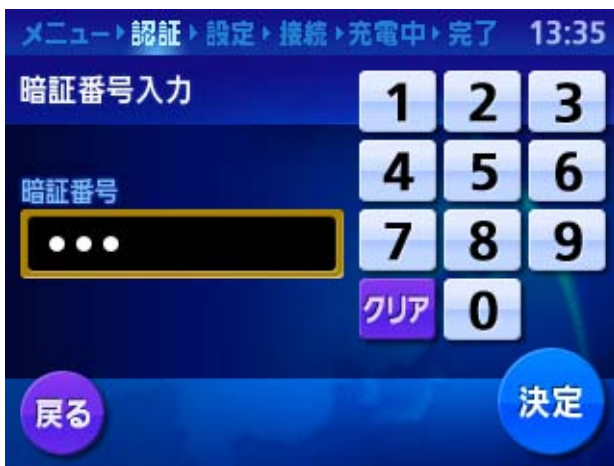 メニュー▶認証▶設定▶接続▶充電中▶完了 13:35
暗証番号入力
暗証番号
●●●
1 2 3
4 5 6
7 8 9
クリア 0
戻る 決定